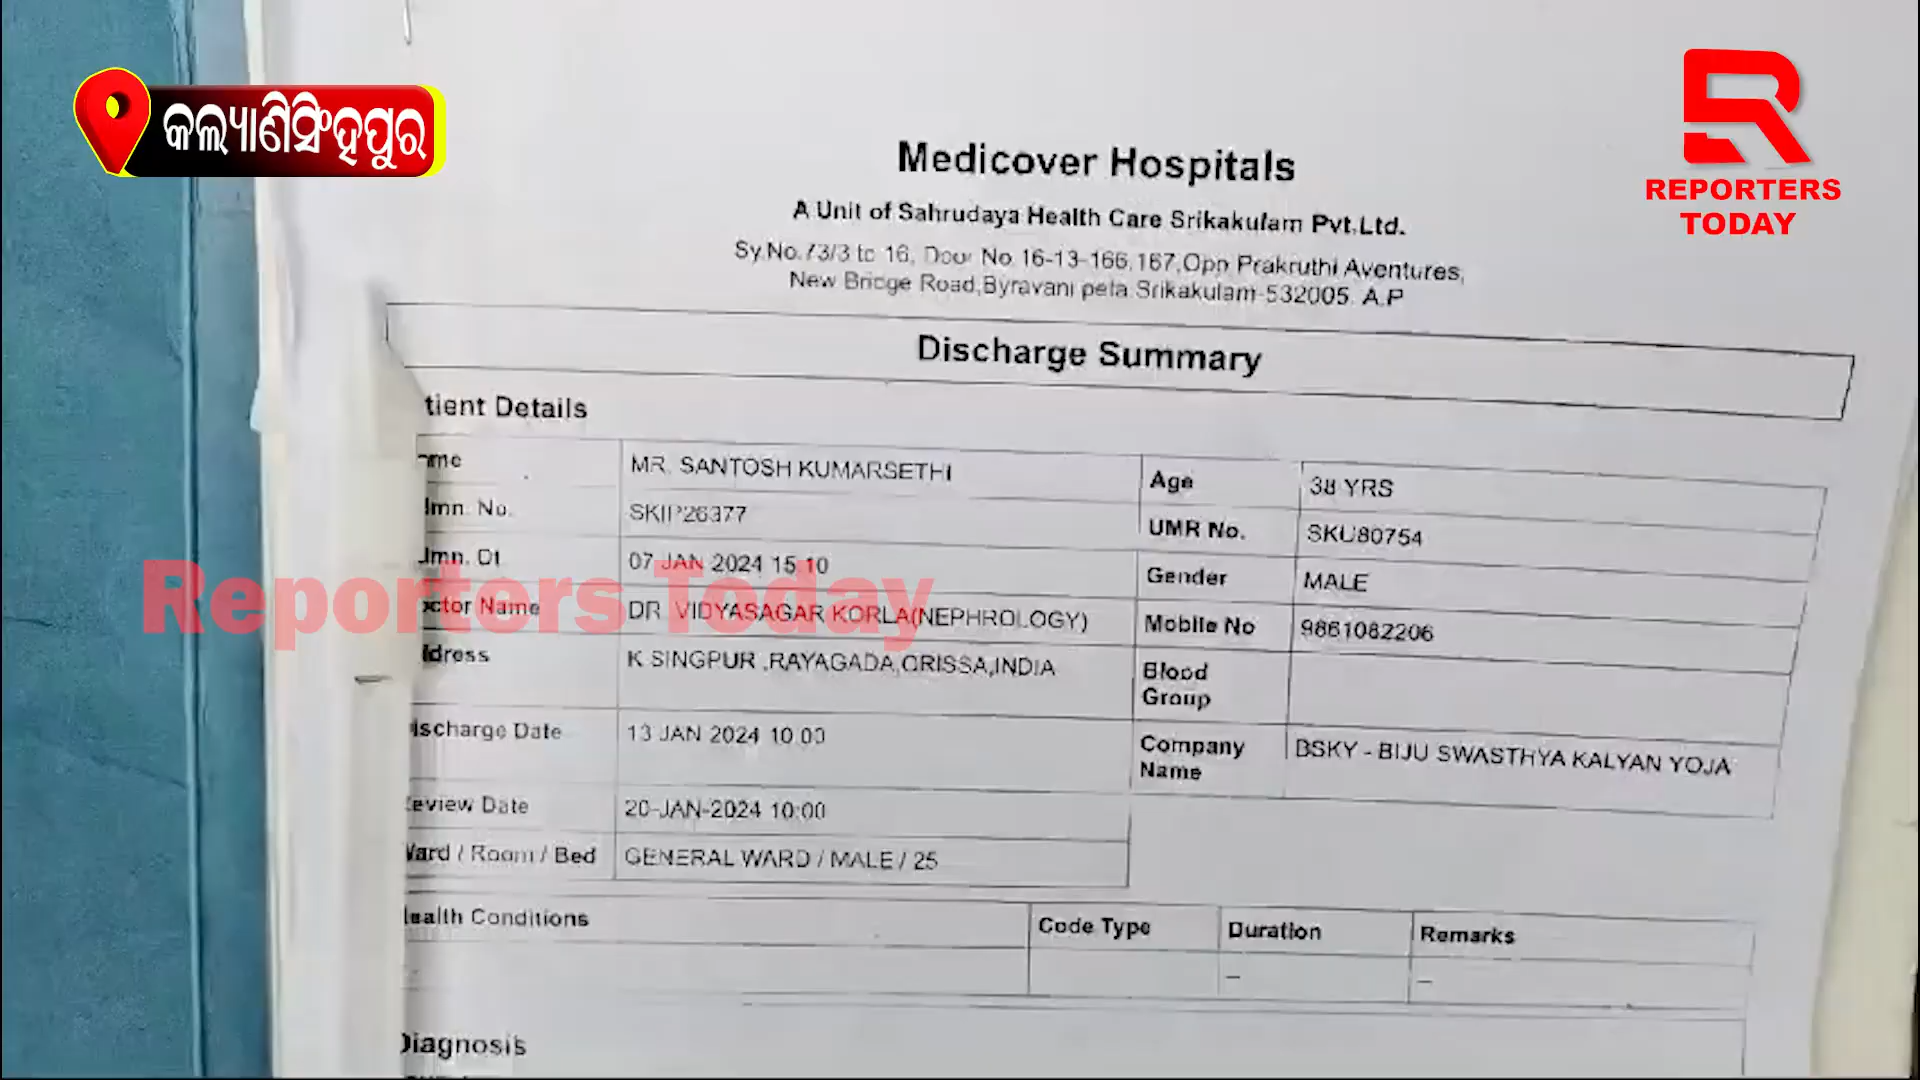 କଲ୍ୟାଣସିଂହପୁର
REPORTERS
TODAY
Medicover Hospitals
A Unit of Sahrudaya Health Care Srikakulam Pvt.Ltd.
Sy.No.73/3 to 16, Door No 16-13-166,167,Opp Prakruthi Aventures,
New Bridge Road,Byravani peta Srikakulam-532005. A.P
Discharge Summary
tient Details
me MR. SANTOSH KUMARSETHI Age 38 YRS
mn. No. SKIP26377 UMR No. SKU80754
mn. Dt 07 JAN 2024 15 10 Gender MALE
Reporters Today
ctor Name DR VIDYASAGAR KORLA(NEPHROLOGY) Mobile No 9861082206
dress K SINGPUR ,RAYAGADA,ORISSA,INDIA Blood Group
ischarge Date 13 JAN 2024 10 00 Company Name BSKY - BIJU SWASTHYA KALYAN YOJA
eview Date 20-JAN-2024 10:00
Ward / Room / Bed GENERAL WARD / MALE / 25
ealth Conditions Code Type Duration Remarks
– –
Diagnosis